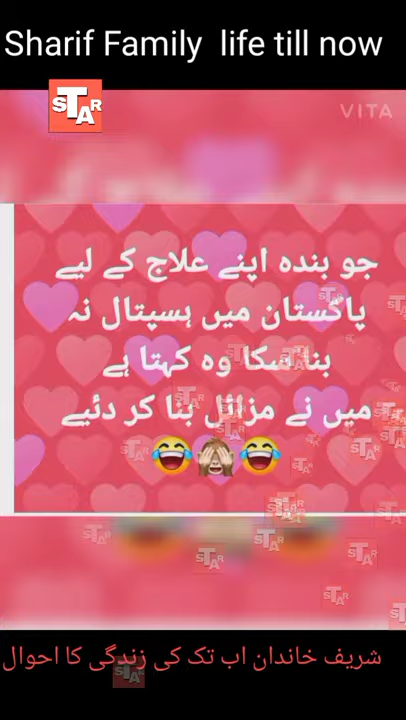 Sharif Family life till now
STAR
VITA
جو بندہ اپنے علاج کے لیے
پاکستان میں ہسپتال نہ
بنا سکا وہ کہتا ہے
میں نے مزائل بنا کر دئیے
😂🙈😂
شریف خاندان اب تک کی زندگی کا احوال